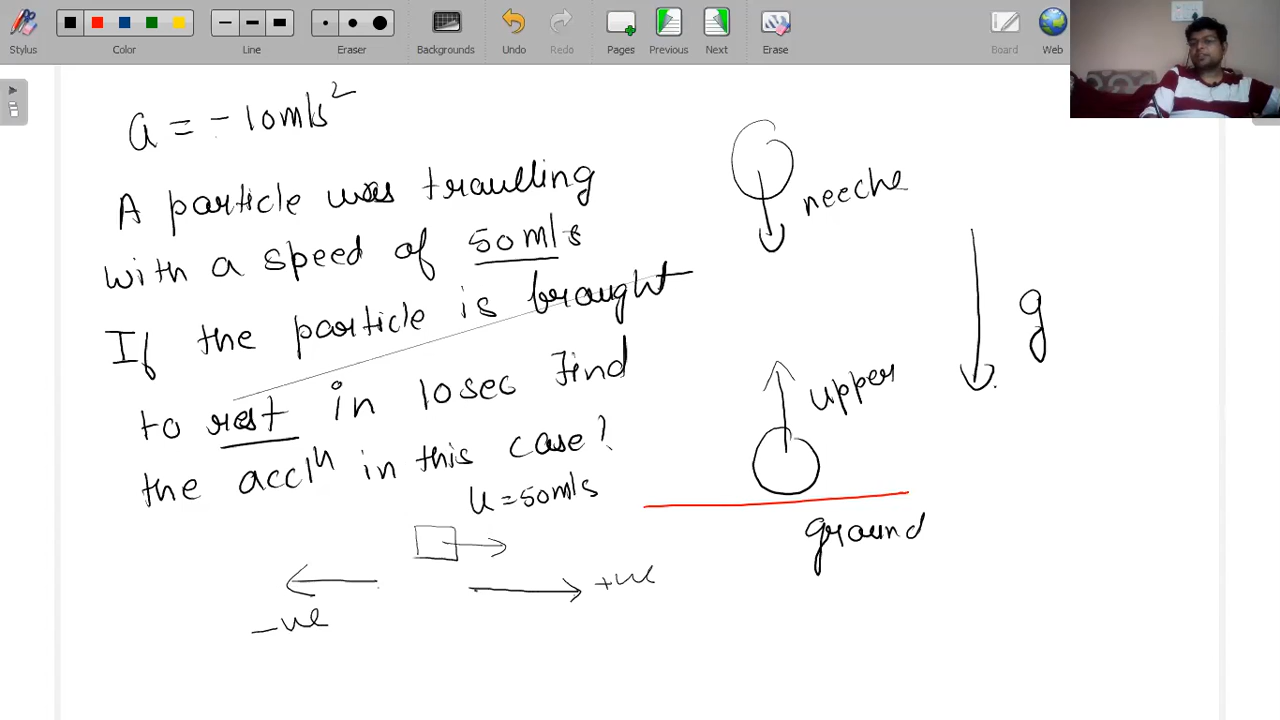 Stylus
Color
Line
Eraser
Backgrounds
Undo
Redo
Pages
Previous
Next
Erase
Board
Web
a = -10m/s²
A particle was travlling
with a speed of 50m/s
If the particle is brought
to rest in 10sec Find
the acclⁿ in this case?
u = 50m/s
-ve
+ve
neeche
g
upper
ground